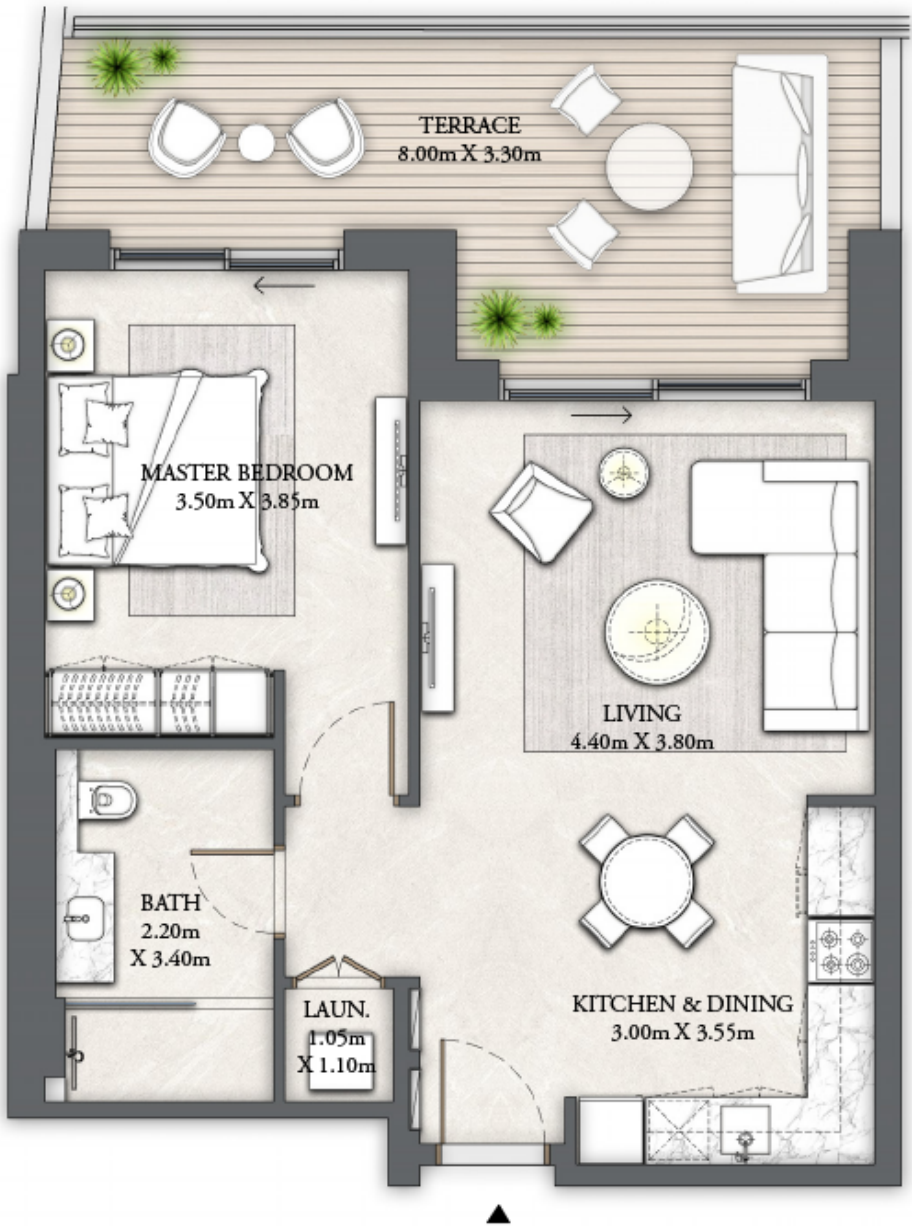 TERRACE
8.00m X 3.30m
MASTER BEDROOM
3.50m X 3.85m
LIVING
4.40m X 3.80m
BATH
2.20m
X 3.40m
LAUN.
1.05m
X 1.10m
KITCHEN & DINING
3.00m X 3.55m